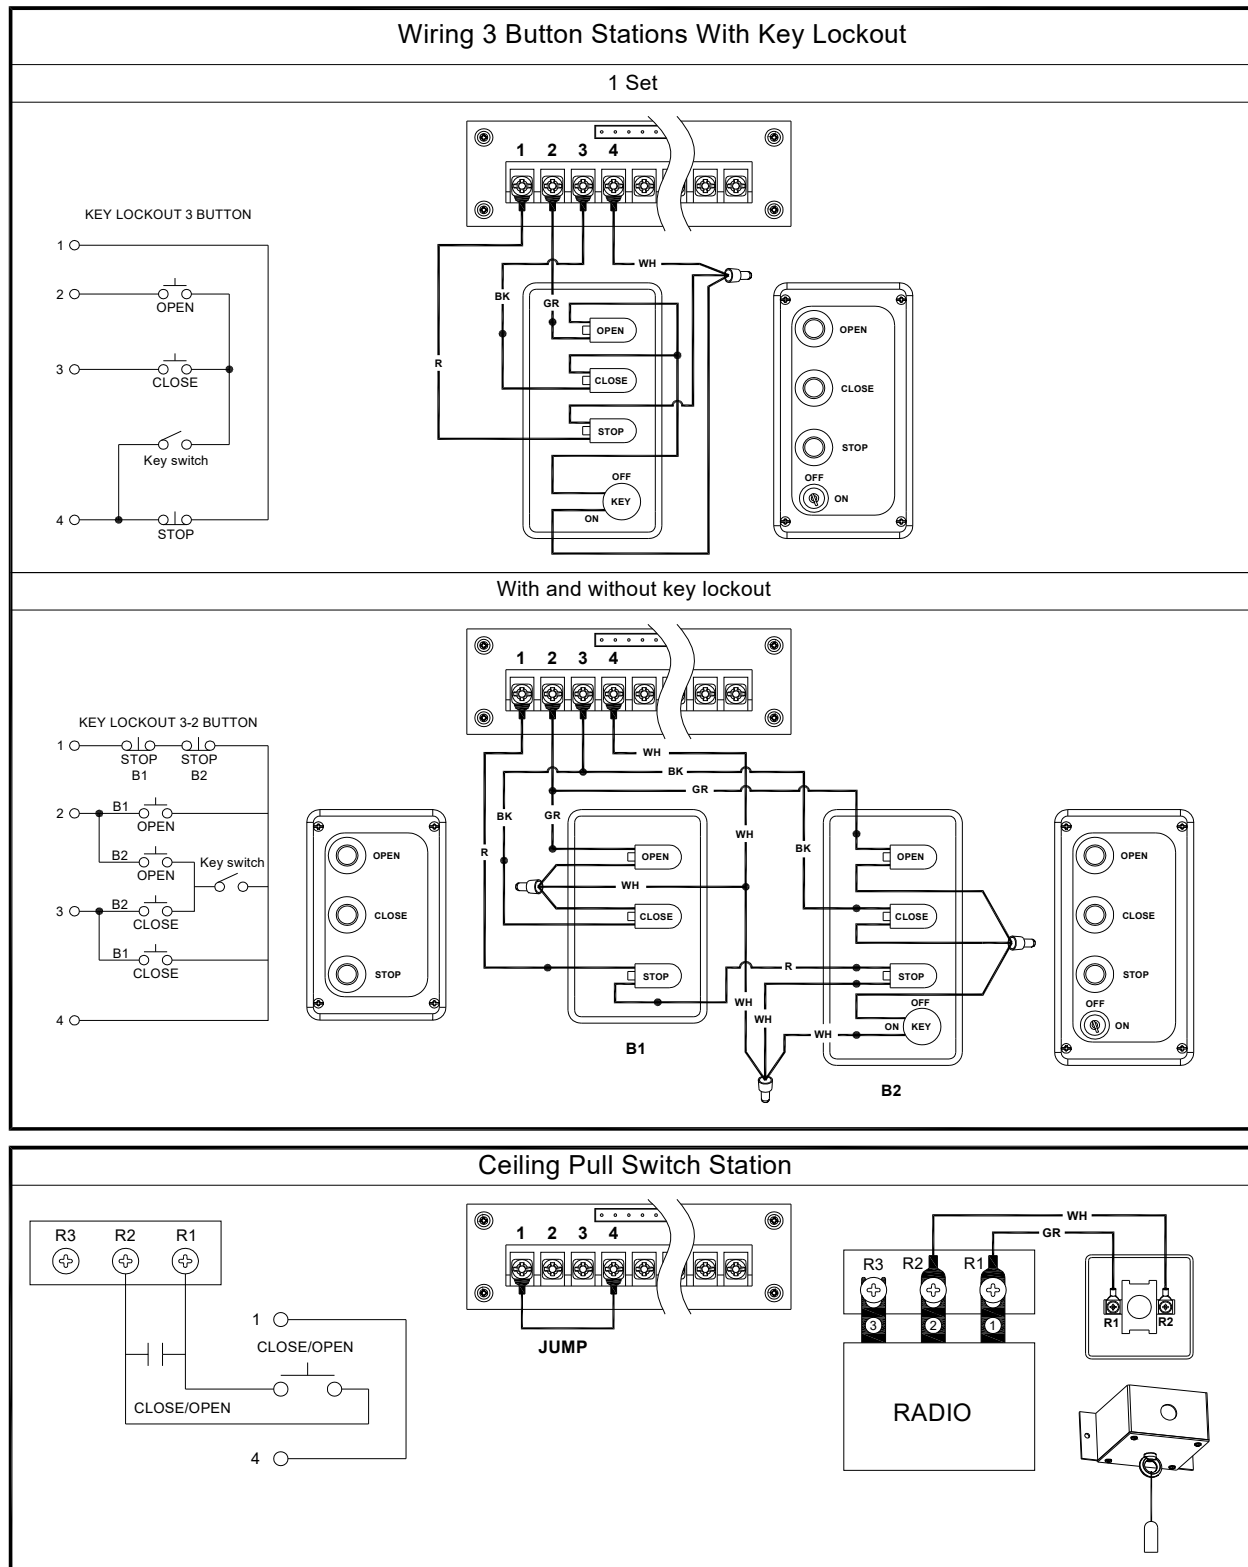 Wiring 3 Button Stations With Key Lockout
1 Set
KEY LOCKOUT 3 BUTTON
1
2
OPEN
3
CLOSE
Key switch
4
STOP
1 2 3 4
WH
BK
GR
R
OPEN
CLOSE
STOP
OFF
KEY
ON
OPEN
CLOSE
STOP
OFF
ON
With and without key lockout
KEY LOCKOUT 3-2 BUTTON
1
STOP STOP
B1 B2
2
B1
OPEN
B2
OPEN
Key switch
3
B2
CLOSE
B1
CLOSE
4
OPEN
CLOSE
STOP
1 2 3 4
WH
BK
GR
BK
GR
R
WH
BK
OPEN
WH
CLOSE
STOP
R
WH
WH
WH
B1
OPEN
CLOSE
STOP
OFF
ON
KEY
B2
OPEN
CLOSE
STOP
OFF
ON
Ceiling Pull Switch Station
R3 R2 R1
1
CLOSE/OPEN
CLOSE/OPEN
4
1 2 3 4
JUMP
WH
GR
R3 R2 R1
3 2 1
RADIO
R1 R2